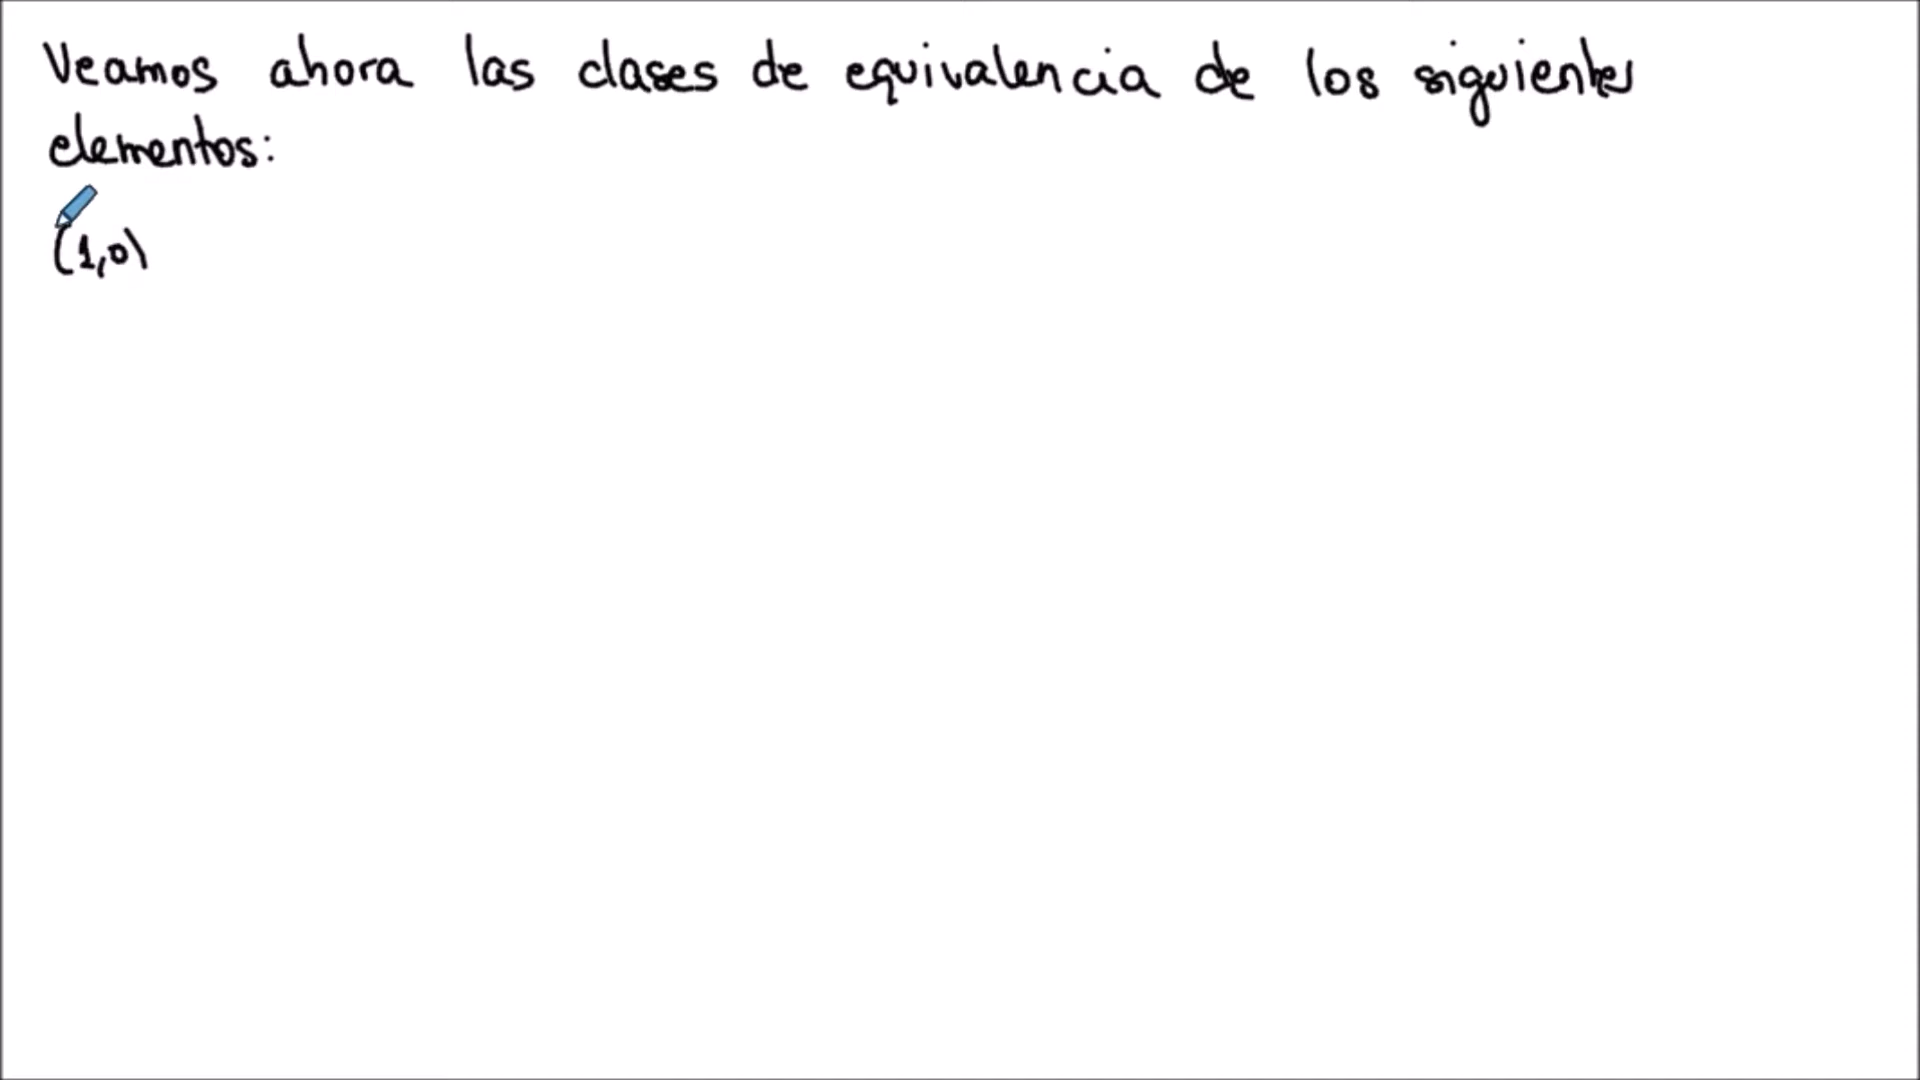 Veamos ahora las clases de equivalencia de los siguientes
elementos:
(1,0)